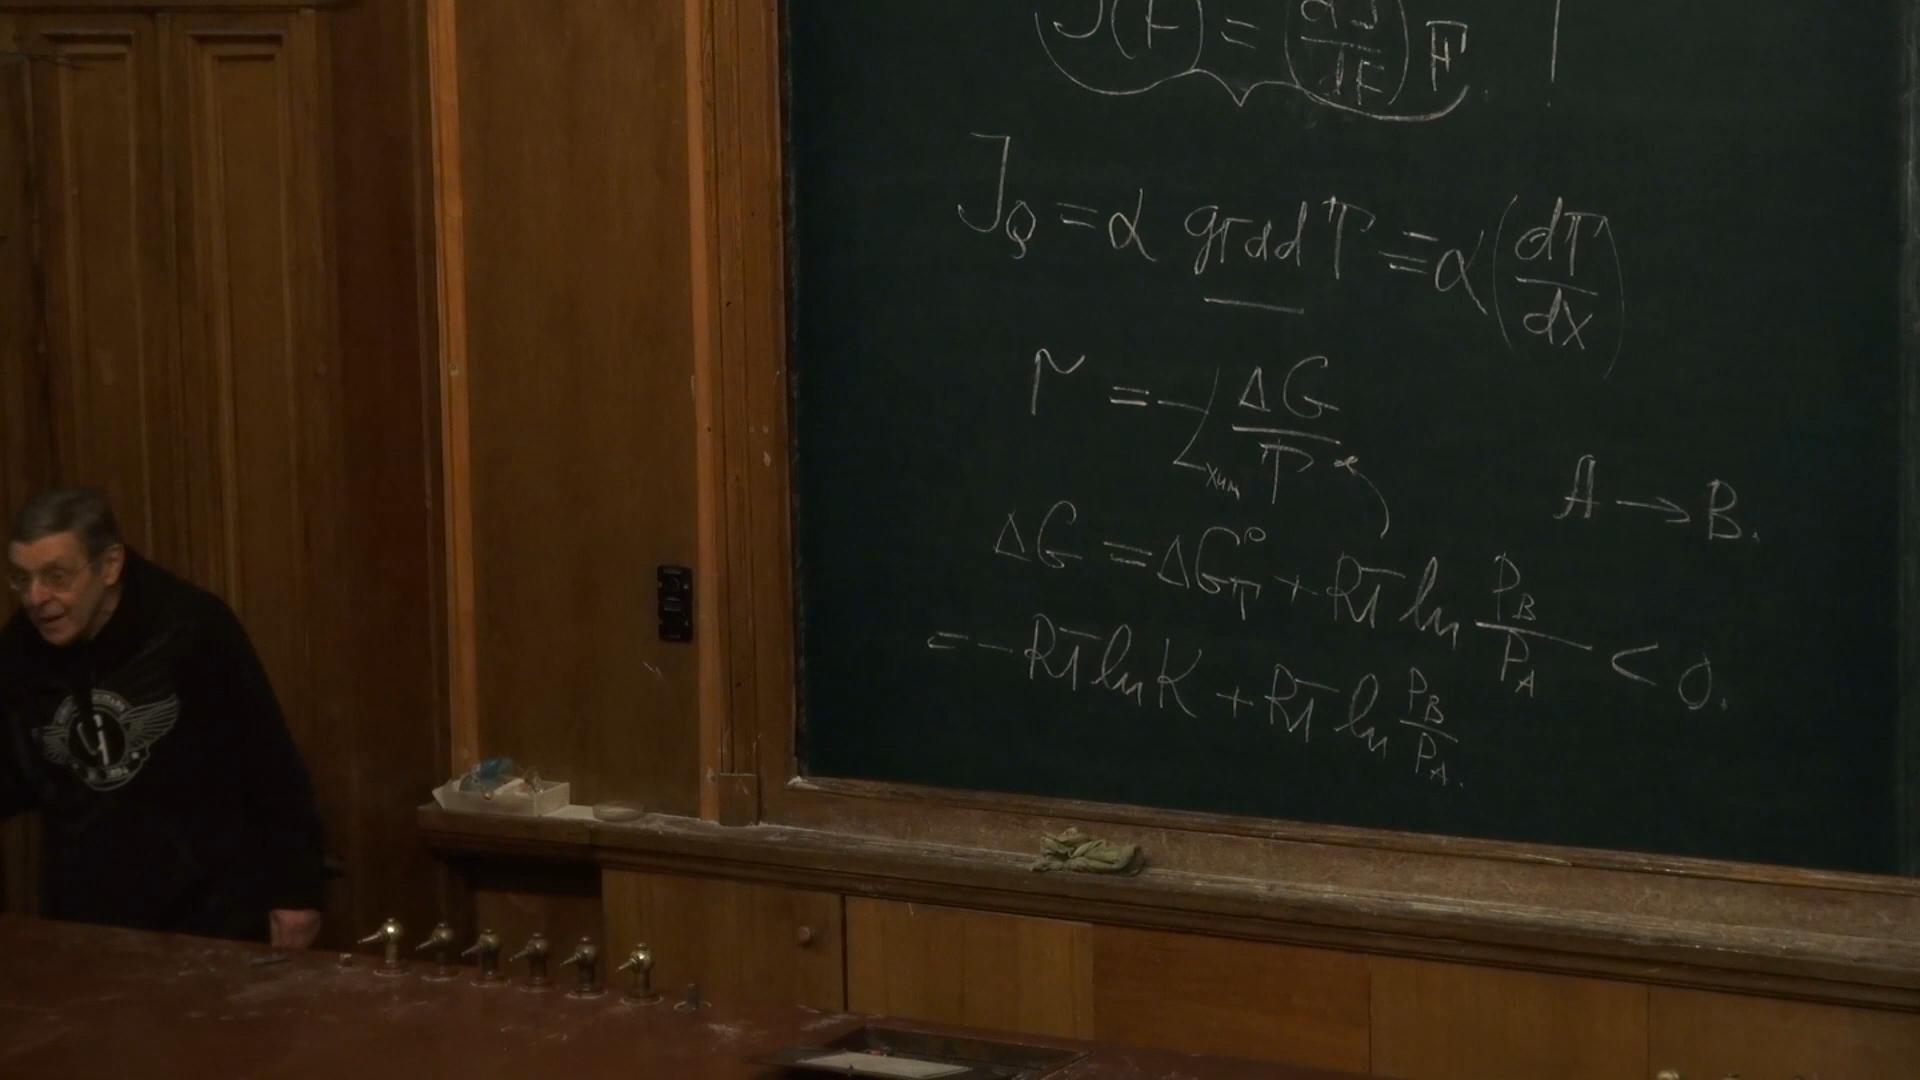 J(F) = (dJ/dF) F
J_Q = α grad T ≡ α (dT/dx)
r = - L_хим ΔG/T
A → B.
ΔG = ΔG°_T + RT ln P_B/P_A < 0.
= - RT ln K + RT ln P_B/P_A.